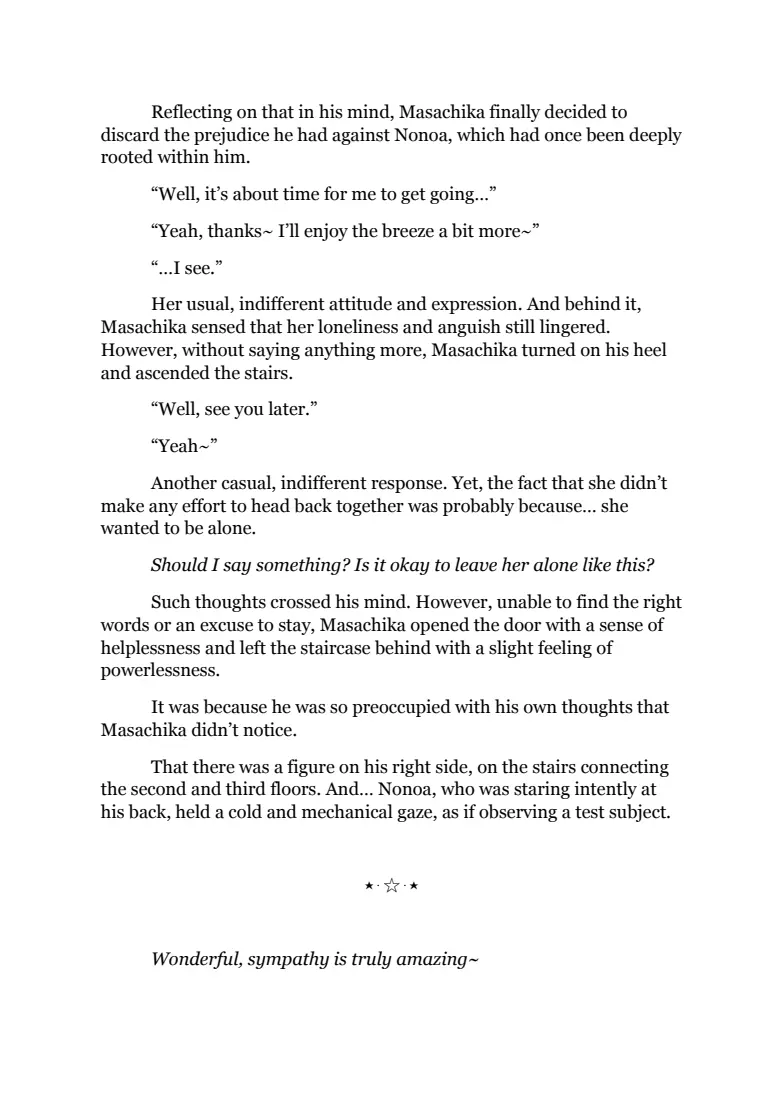 Reflecting on that in his mind, Masachika finally decided to
discard the prejudice he had against Nonoa, which had once been deeply
rooted within him.
“Well, it’s about time for me to get going…”
“Yeah, thanks~ I’ll enjoy the breeze a bit more~”
“…I see.”
Her usual, indifferent attitude and expression. And behind it,
Masachika sensed that her loneliness and anguish still lingered.
However, without saying anything more, Masachika turned on his heel
and ascended the stairs.
“Well, see you later.”
“Yeah~”
Another casual, indifferent response. Yet, the fact that she didn’t
make any effort to head back together was probably because… she
wanted to be alone.
Should I say something? Is it okay to leave her alone like this?
Such thoughts crossed his mind. However, unable to find the right
words or an excuse to stay, Masachika opened the door with a sense of
helplessness and left the staircase behind with a slight feeling of
powerlessness.
It was because he was so preoccupied with his own thoughts that
Masachika didn’t notice.
That there was a figure on his right side, on the stairs connecting
the second and third floors. And… Nonoa, who was staring intently at
his back, held a cold and mechanical gaze, as if observing a test subject.
⋆·☆·⋆
Wonderful, sympathy is truly amazing~